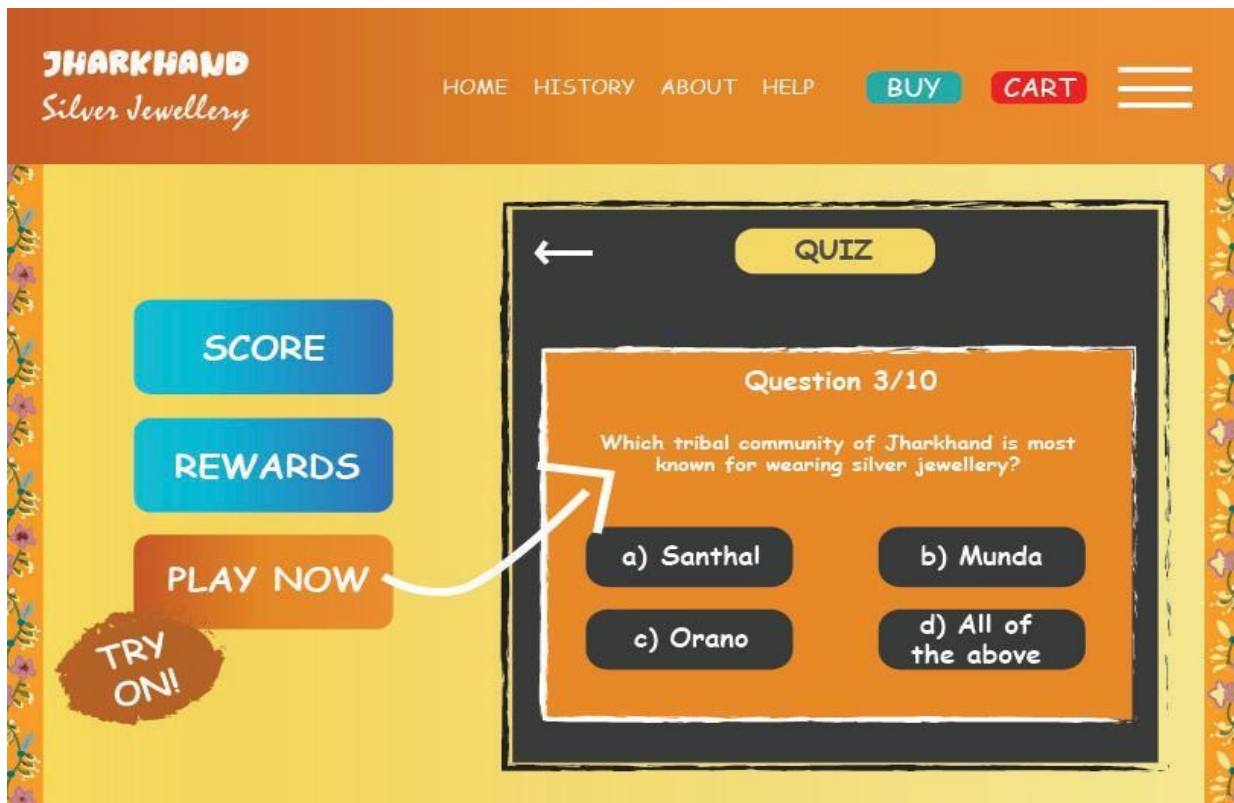 JHARKHAND
Silver Jewellery
HOME HISTORY ABOUT HELP BUY CART
QUIZ
SCORE
REWARDS
PLAY NOW
TRY
ON!
Question 3/10
Which tribal community of Jharkhand is most
known for wearing silver jewellery?
a) Santhal
b) Munda
c) Orano
d) All of
the above